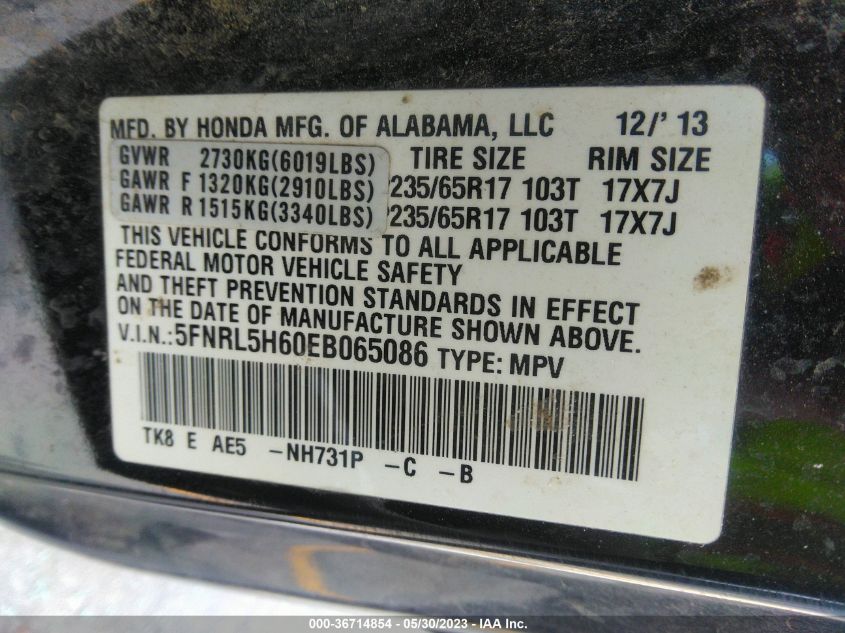 MFD. BY HONDA MFG. OF ALABAMA, LLC 12/' 13
GVWR 2730KG(6019LBS) TIRE SIZE RIM SIZE
GAWR F 1320KG(2910LBS) P235/65R17 103T 17X7J
GAWR R 1515KG(3340LBS) P235/65R17 103T 17X7J
THIS VEHICLE CONFORMS TO ALL APPLICABLE
FEDERAL MOTOR VEHICLE SAFETY
AND THEFT PREVENTION STANDARDS IN EFFECT
ON THE DATE OF MANUFACTURE SHOWN ABOVE.
V.I.N.:5FNRL5H60EB065086 TYPE: MPV
TK8 E AE5 -NH731P -C -B
000-36714854 - 05/30/2023 - IAA Inc.